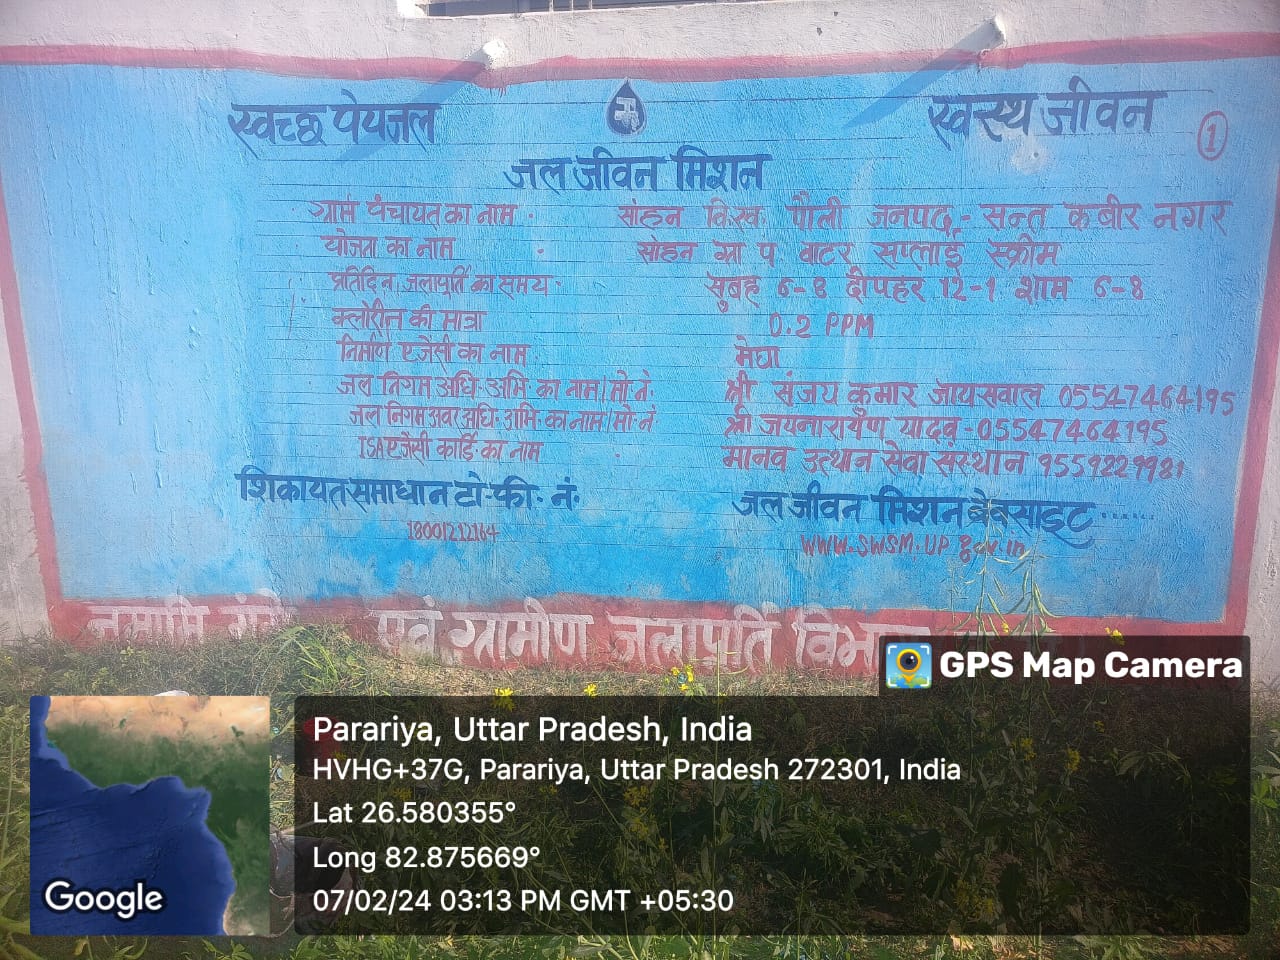 स्वच्छ पेयजल
स्वस्थ जीवन
1
जल जीवन मिशन
ग्राम पंचायत का नाम · सोहन वि.ख. पौली जनपद - सन्त कबीर नगर
योजना का नाम · सोहन ग्रा प वाटर सप्लाई स्क्रीम
प्रतिदिन जलापूर्ति का समय · सुबह 6-8 दोपहर 12-1 शाम 6-8
क्लोरीन की मात्रा 0.2 PPM
निर्माण एजेंसी का नाम मेघा
जल निगम अधि· अभि· का नाम/मो·नं· श्री संजय कुमार जायसवाल 05547464195
जल निगम अवर अधि· अभि· का नाम/मो·नं· श्री जयनारायण यादव - 05547464195
ISA एजेंसी कार्डि का नाम · मानव उत्थान सेवा संस्थान 9559229981
शिकायत समाधान टो·फ्री· नं·
जल जीवन मिशन वेबसाइट ......
18001212164
WWW.SWSM.UP gov.in
नमामि गंगे एवं ग्रामीण जलापूर्ति विभाग
GPS Map Camera
Parariya, Uttar Pradesh, India
HVHG+37G, Parariya, Uttar Pradesh 272301, India
Lat 26.580355°
Long 82.875669°
07/02/24 03:13 PM GMT +05:30
Google